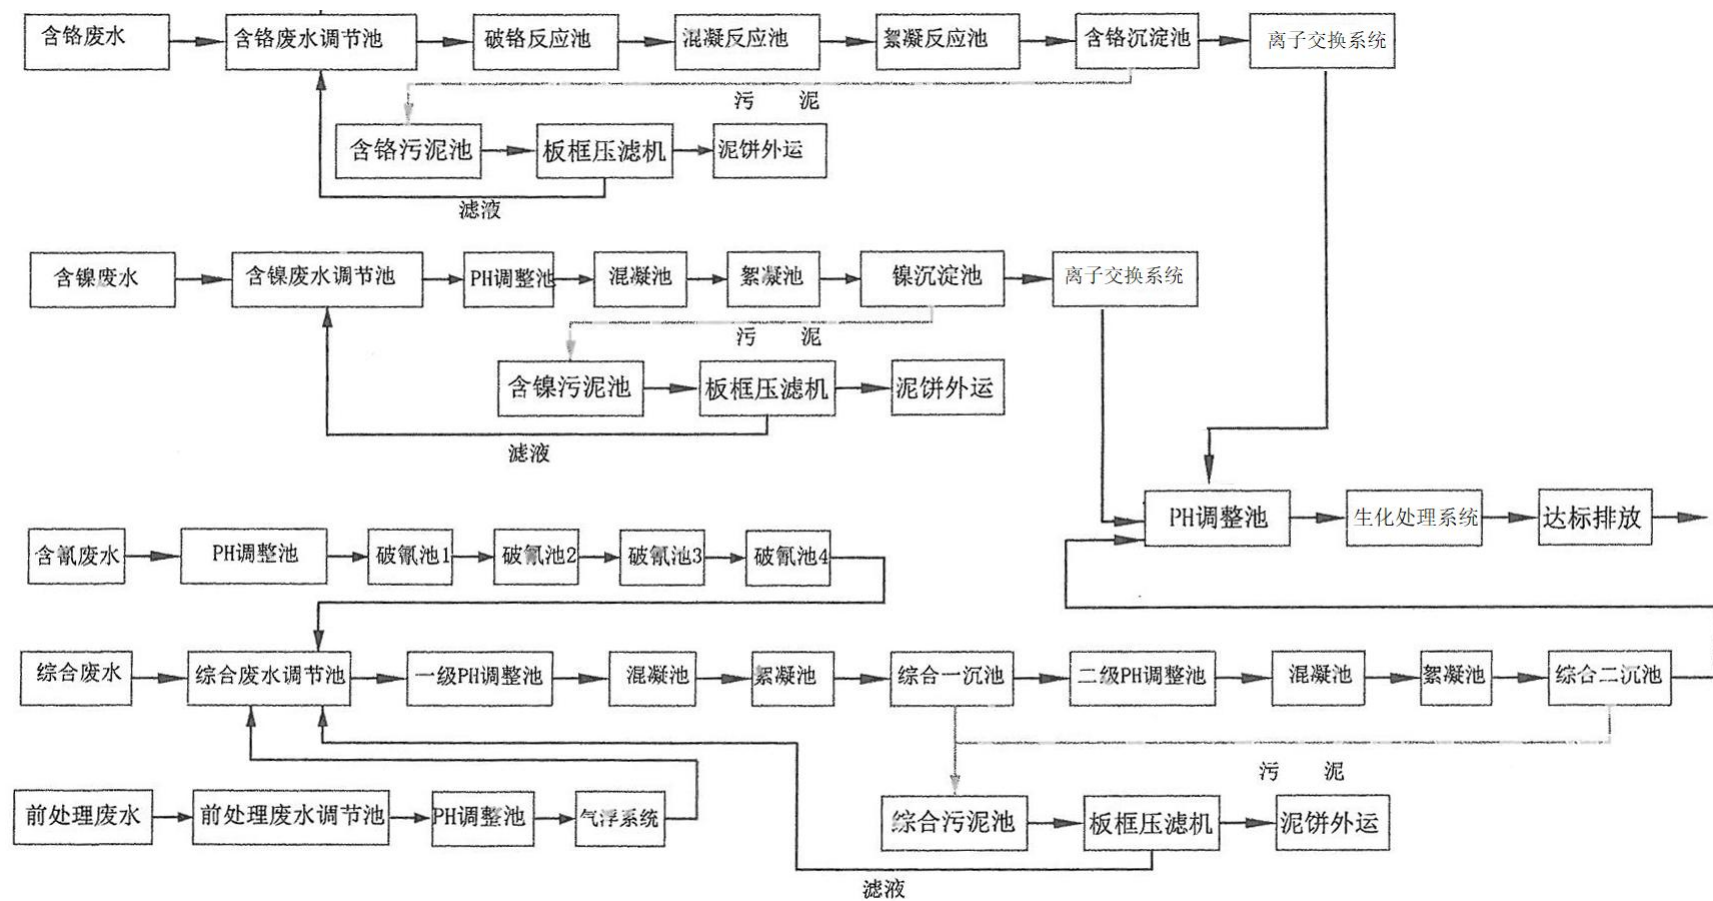 含铬废水
含铬废水调节池
破铬反应池
混凝反应池
絮凝反应池
含铬沉淀池
离子交换系统
污 泥
含铬污泥池
板框压滤机
泥饼外运
滤液
含镍废水
含镍废水调节池
PH调整池
混凝池
絮凝池
镍沉淀池
离子交换系统
污 泥
含镍污泥池
板框压滤机
泥饼外运
滤液
PH调整池
生化处理系统
达标排放
含氰废水
PH调整池
破氰池1
破氰池2
破氰池3
破氰池4
综合废水
综合废水调节池
一级PH调整池
混凝池
絮凝池
综合一沉池
二级PH调整池
混凝池
絮凝池
综合二沉池
污 泥
前处理废水
前处理废水调节池
PH调整池
气浮系统
综合污泥池
板框压滤机
泥饼外运
滤液